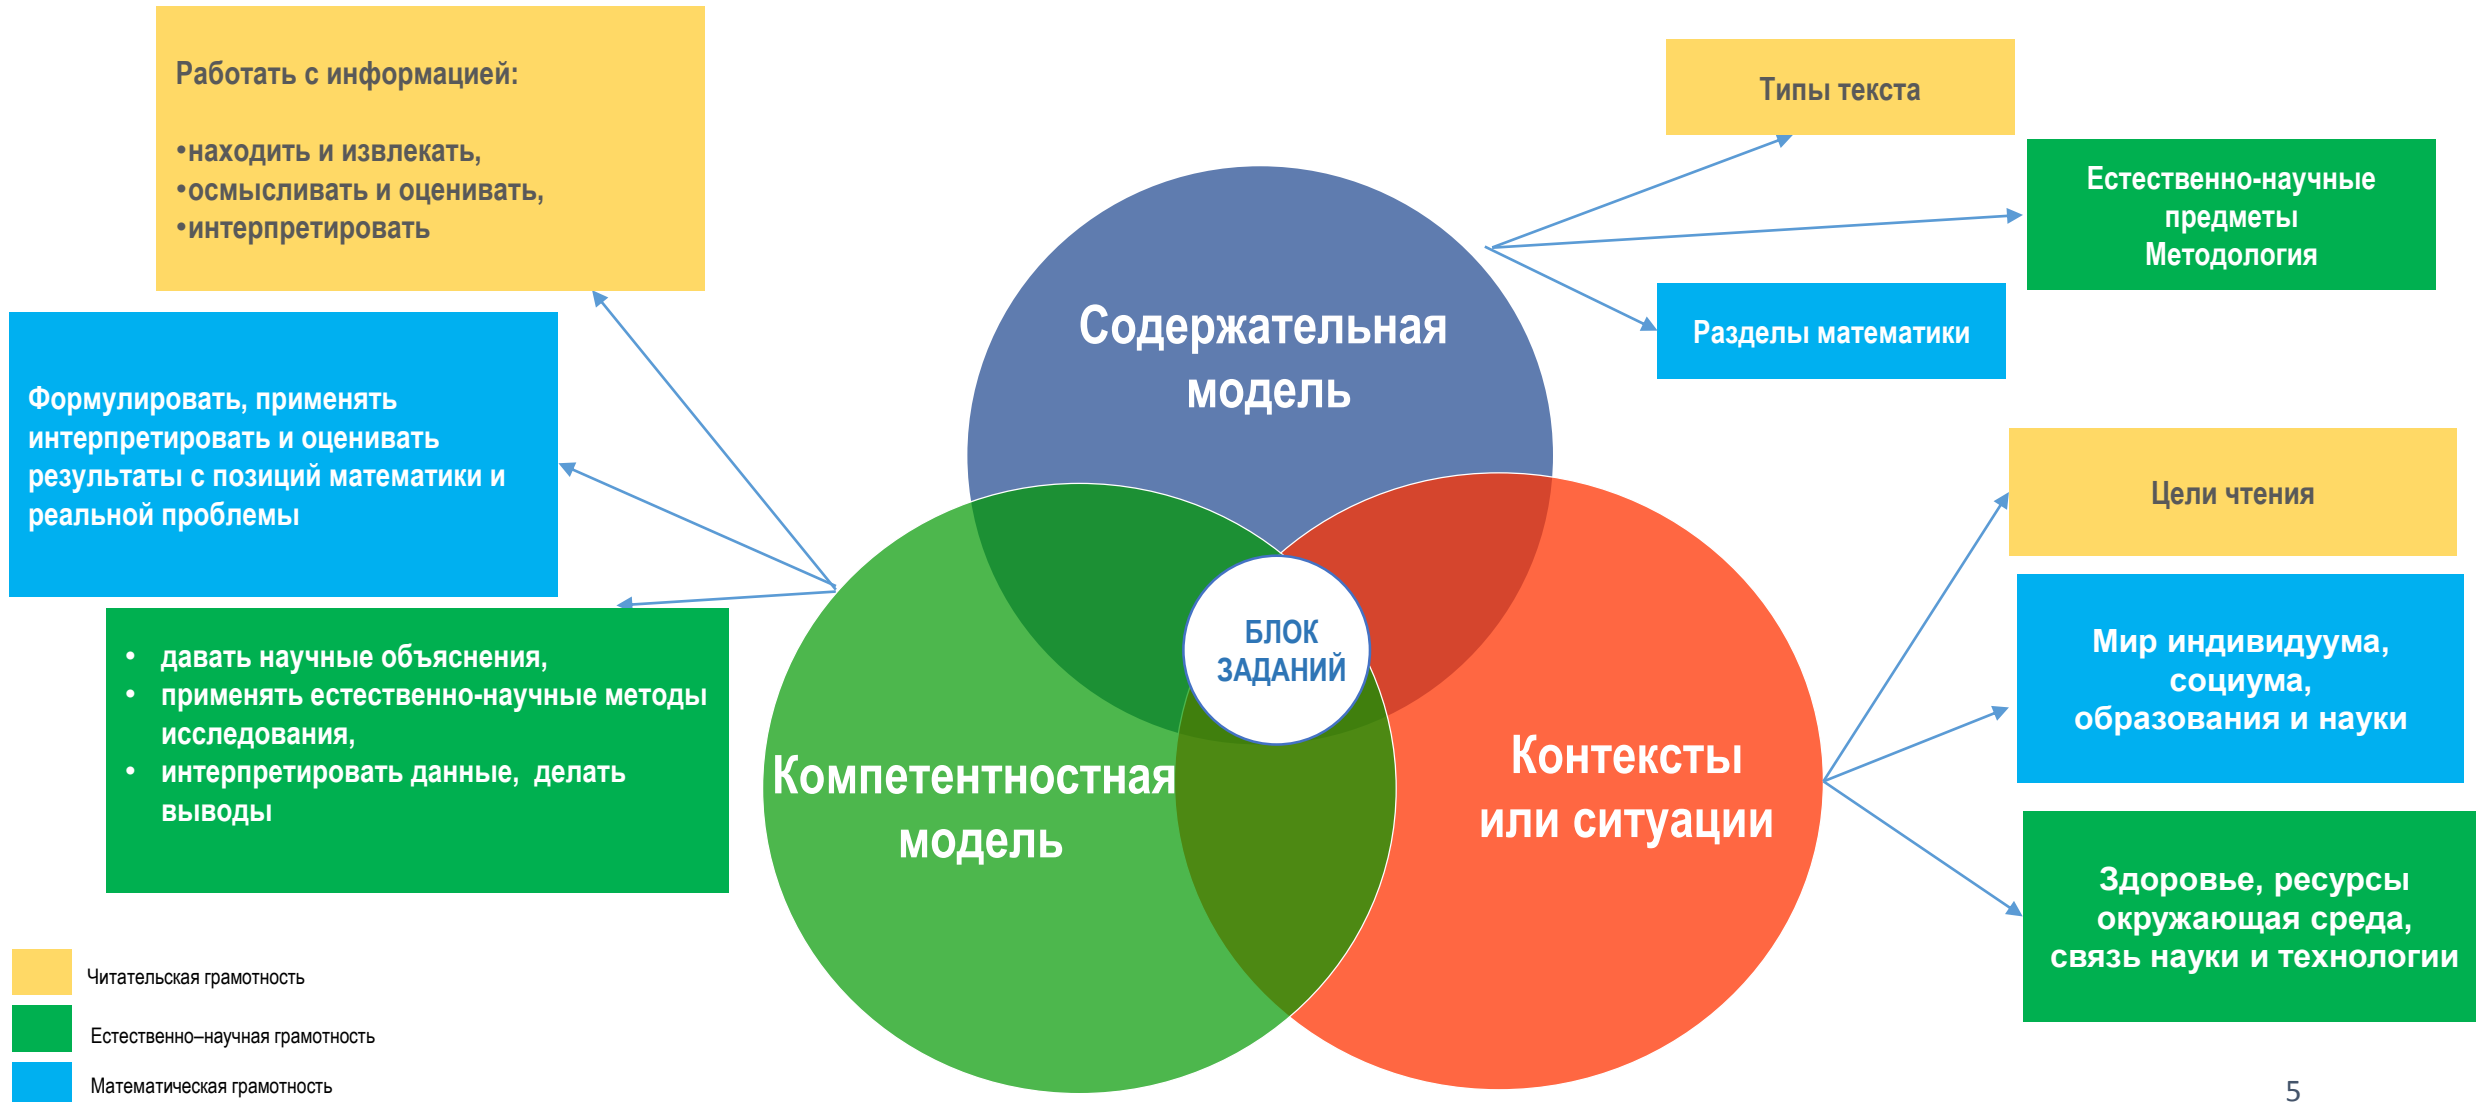 Работать с информацией:
•находить и извлекать,
•осмысливать и оценивать,
•интерпретировать
Формулировать, применять
интерпретировать и оценивать
результаты с позиций математики и
реальной проблемы
• давать научные объяснения,
• применять естественно-научные методы
исследования,
• интерпретировать данные, делать
выводы
Содержательная
модель
Компетентностная
модель
Контексты
или ситуации
БЛОК
ЗАДАНИЙ
Типы текста
Естественно-научные
предметы
Методология
Разделы математики
Цели чтения
Мир индивидуума,
социума,
образования и науки
Здоровье, ресурсы
окружающая среда,
связь науки и технологии
Читательская грамотность
Естественно–научная грамотность
Математическая грамотность
5